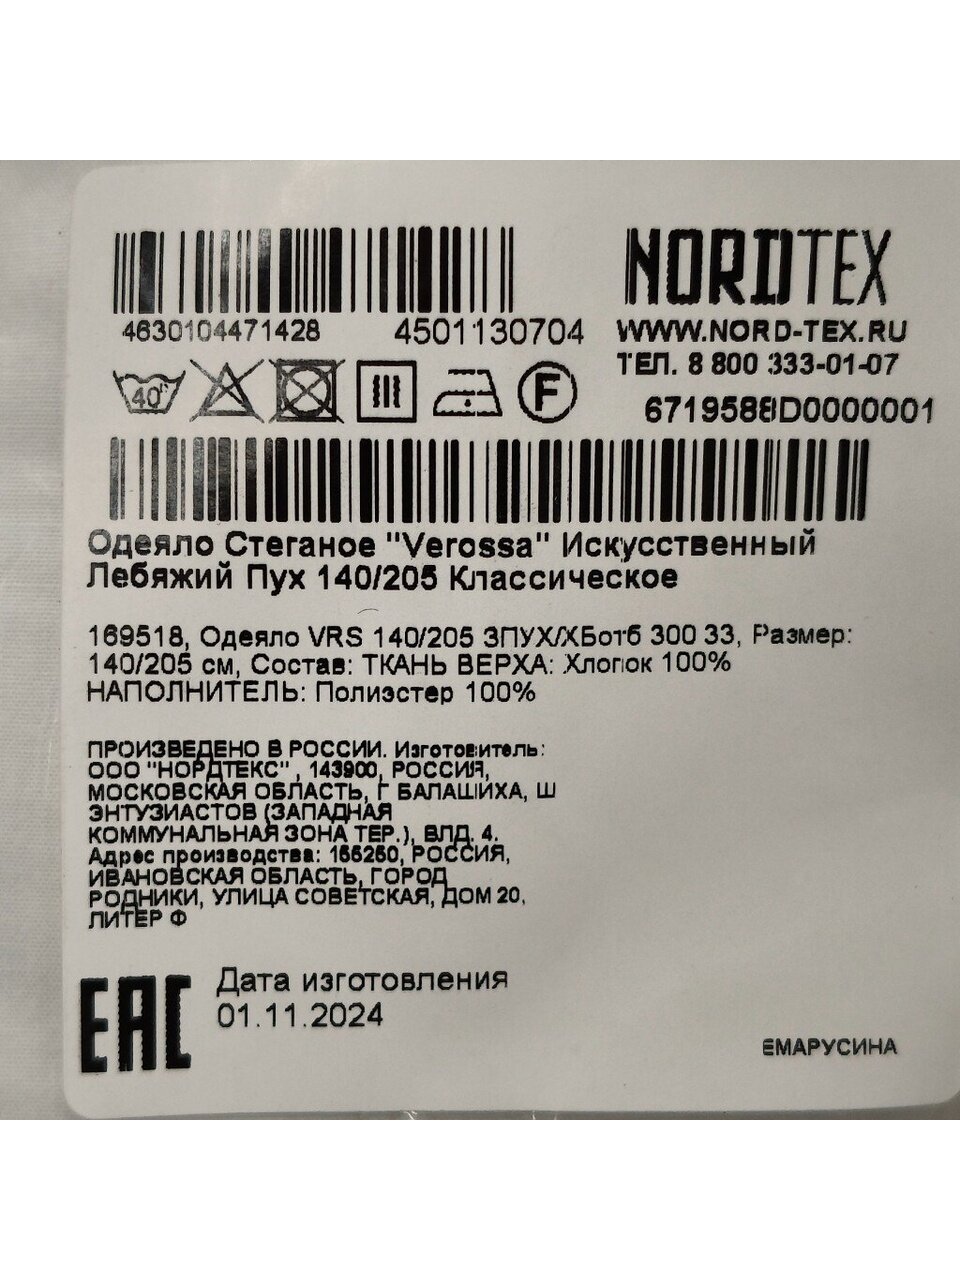 NORDTEX
4630104471428 4501130704 WWW.NORD-TEX.RU
ТЕЛ. 8 800 333-01-07
40° F 6719588D0000001
Одеяло Стеганое "Verossa" Искусственный
Лебяжий Пух 140/205 Классическое
169518, Одеяло VRS 140/205 ЗПУХ/ХБот6 300 33, Размер:
140/205 см, Состав: ТКАНЬ ВЕРХА: Хлопок 100%
НАПОЛНИТЕЛЬ: Полиэстер 100%
ПРОИЗВЕДЕНО В РОССИИ. Изготовитель:
ООО "НОРДТЕКС" , 143900, РОССИЯ,
МОСКОВСКАЯ ОБЛАСТЬ, Г БАЛАШИХА, Ш
ЭНТУЗИАСТОВ (ЗАПАДНАЯ
КОММУНАЛЬНАЯ ЗОНА ТЕР.), ВЛД. 4.
Адрес производства: 155250, РОССИЯ,
ИВАНОВСКАЯ ОБЛАСТЬ, ГОРОД
РОДНИКИ, УЛИЦА СОВЕТСКАЯ, ДОМ 20,
ЛИТЕР Ф
EAC Дата изготовления
01.11.2024
ЕМАРУСИНА